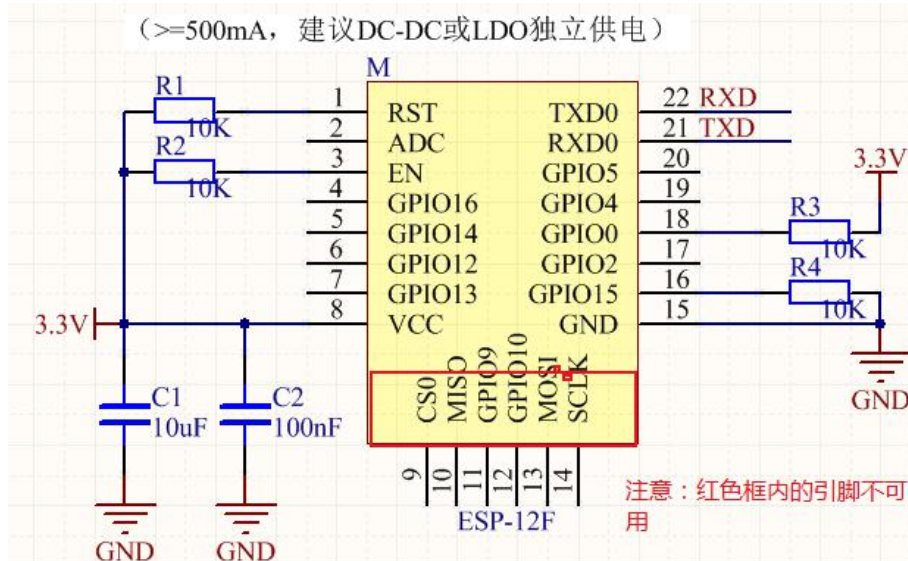 （>=500mA，建议DC-DC或LDO独立供电）
M
R1
10K
R2
10K
1 RST
2 ADC
3 EN
4 GPIO16
5 GPIO14
6 GPIO12
7 GPIO13
8 VCC
TXD0 22 RXD
RXD0 21 TXD
GPIO5 20
GPIO4 19
GPIO0 18
GPIO2 17
GPIO15 16
GND 15
3.3V
R3
10K
R4
10K
GND
3.3V
C1
10uF
C2
100nF
GND
GND
CS0
MISO
GPIO9
GPIO10
MOSI
SCLK
9
10
11
12
13
14
ESP-12F
注意：红色框内的引脚不可
用